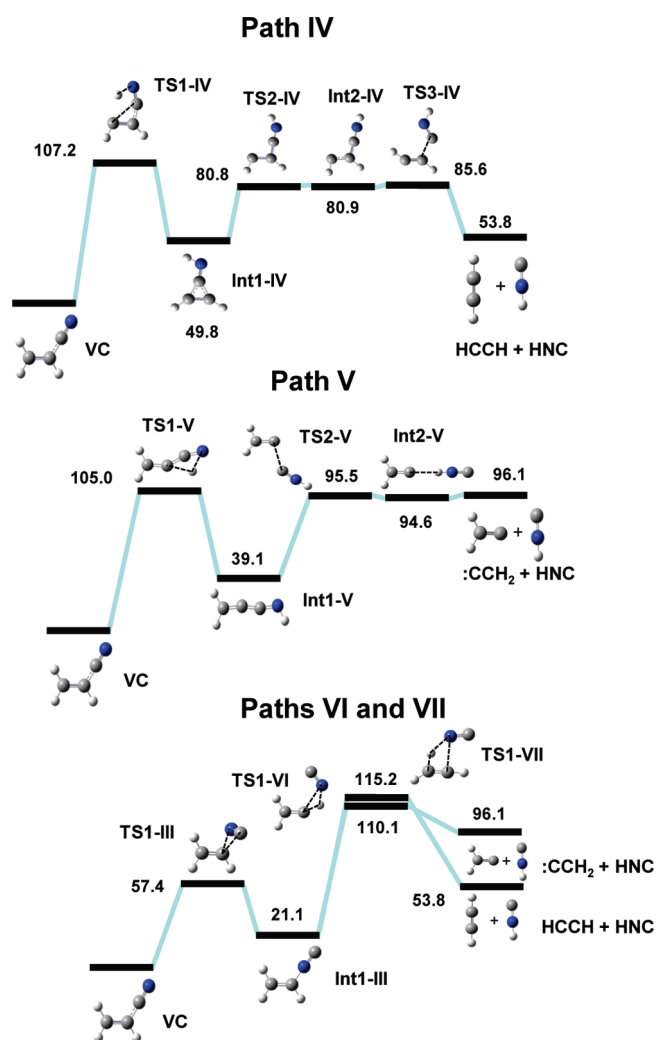 Path IV
TS1-IV
TS2-IV
Int2-IV
TS3-IV
107.2
80.8
80.9
85.6
53.8
Int1-IV
49.8
VC
+
HCCH + HNC
Path V
TS1-V
TS2-V
Int2-V
105.0
95.5
94.6
96.1
39.1
+
Int1-V
:CCH₂ + HNC
VC
Paths VI and VII
TS1-VII
TS1-VI
115.2
TS1-III
110.1
96.1
57.4
+
:CCH₂ + HNC
21.1
53.8
+
HCCH + HNC
Int1-III
VC